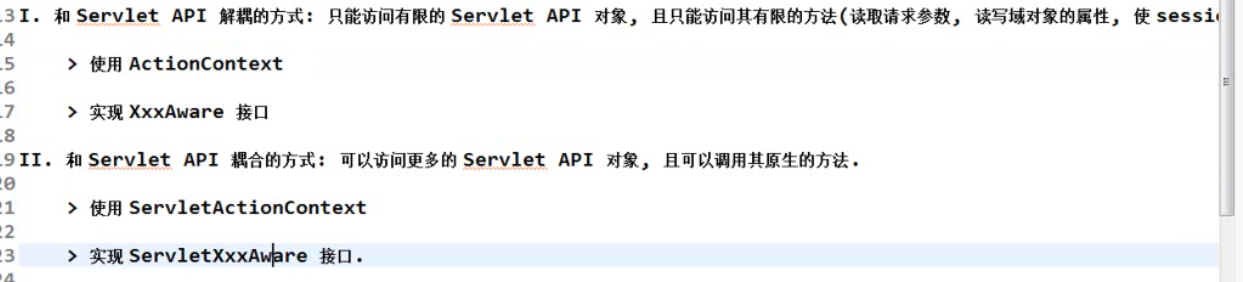 13 I. 和 Servlet API 解耦的方式: 只能访问有限的 Servlet API 对象, 且只能访问其有限的方法(读取请求参数, 读写域对象的属性, 使 sessi
14
15 > 使用 ActionContext
16
17 > 实现 XxxAware 接口
18
19 II. 和 Servlet API 耦合的方式: 可以访问更多的 Servlet API 对象, 且可以调用其原生的方法.
20
21 > 使用 ServletActionContext
22
23 > 实现 ServletXxxAware 接口.
24